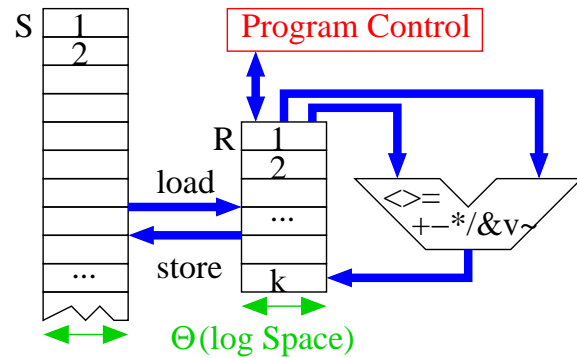 S
1
2
...
Program Control
R
1
2
...
k
load
store
<>=
+−*/&v~
Θ(log Space)